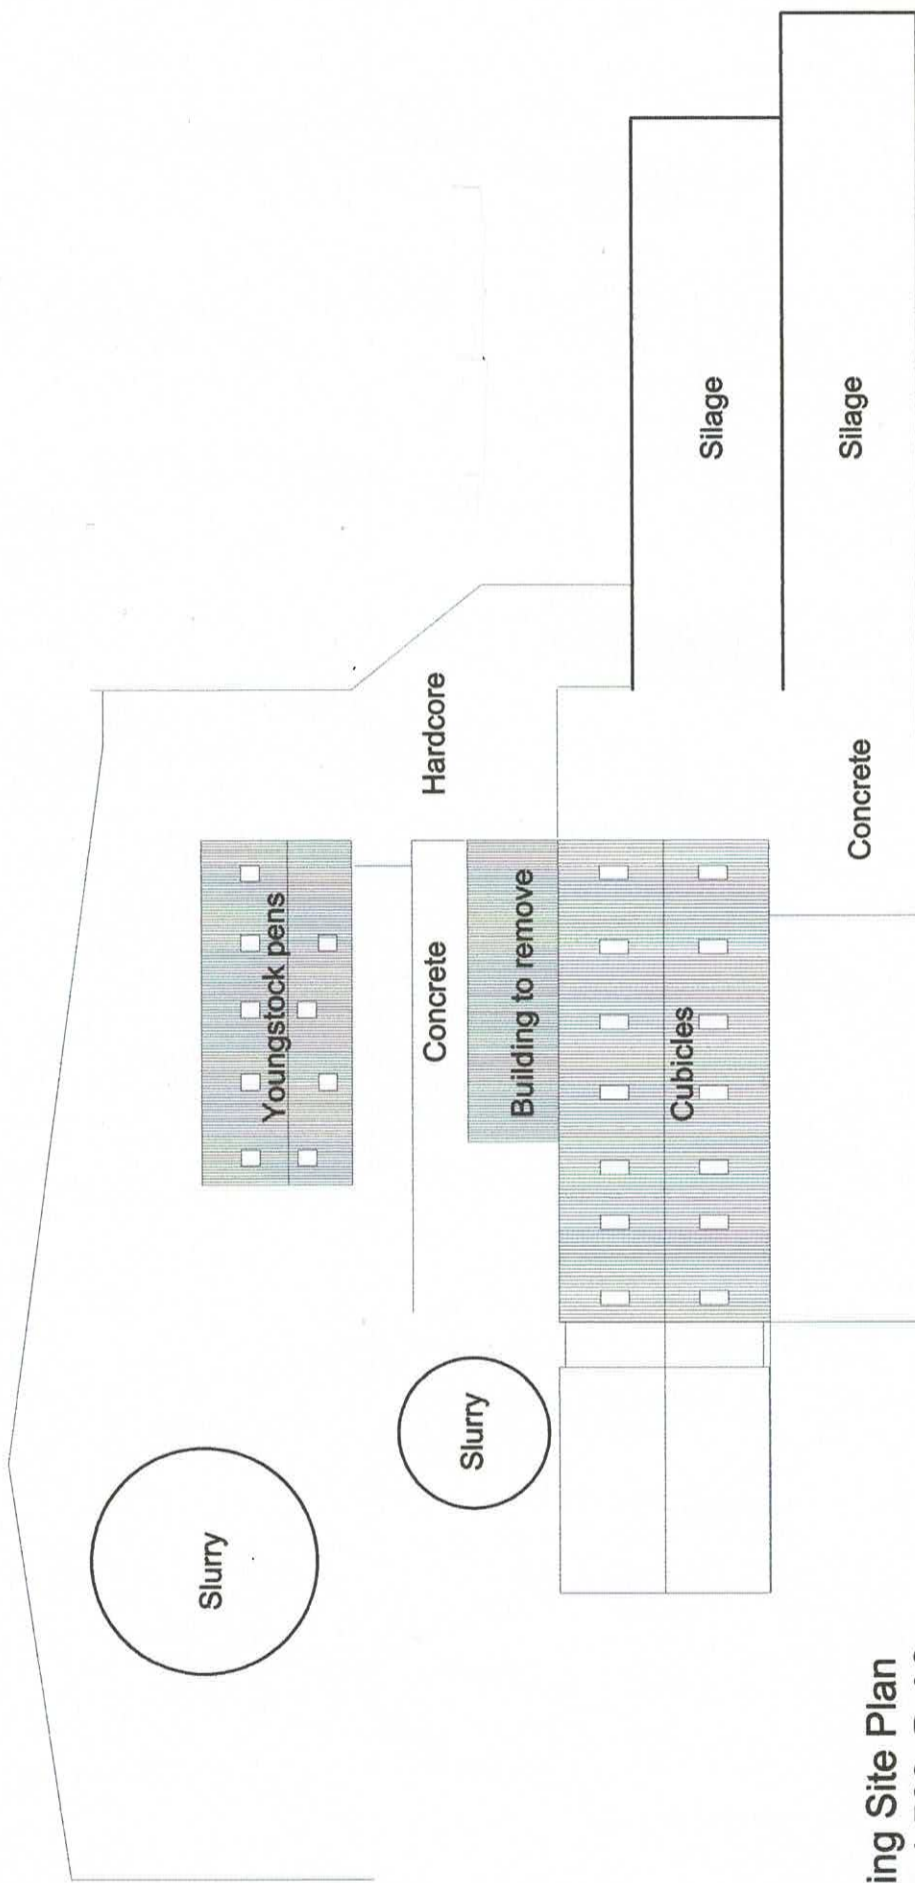 Slurry
Youngstock pens
Slurry
Concrete
Hardcore
Building to remove
Cubicles
Silage
Silage
Concrete
ing Site Plan